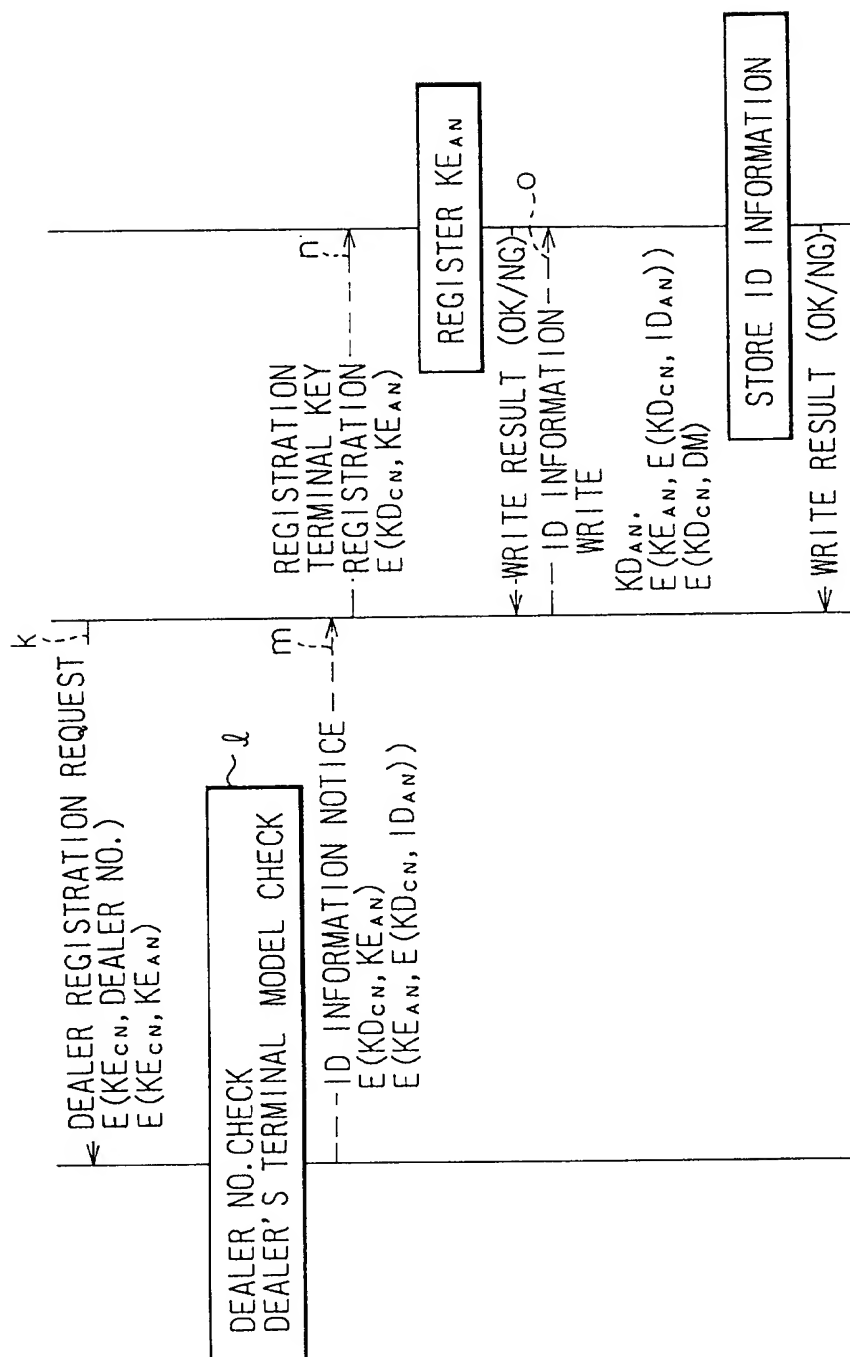 k
DEALER REGISTRATION REQUEST
E(KECN, DEALER NO.)
E(KECN, KEAN)
DEALER NO. CHECK
DEALER'S TERMINAL MODEL CHECK
ℓ
ID INFORMATION NOTICE
m
E(KDCN, KEAN)
E(KEAN, E(KDCN, IDAN))
REGISTRATION
TERMINAL KEY
REGISTRATION
E(KDCN, KEAN)
n
REGISTER KEAN
WRITE RESULT (OK/NG)
o
ID INFORMATION
WRITE
KDAN.
E(KEAN, E(KDCN, IDAN))
E(KDCN, DM)
STORE ID INFORMATION
WRITE RESULT (OK/NG)